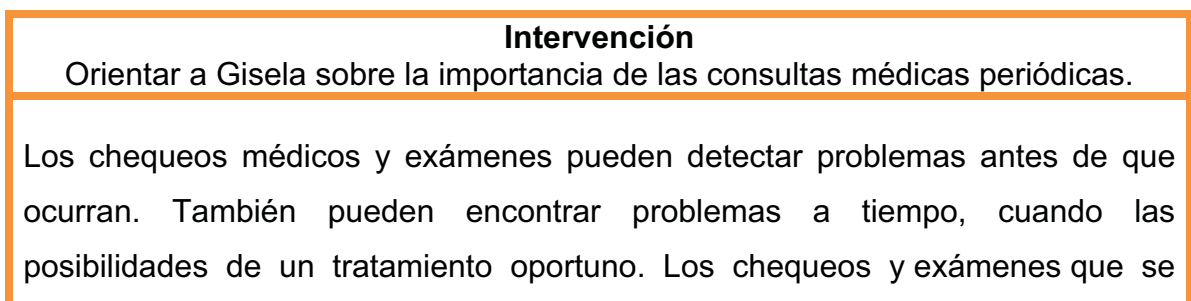 Intervención
Orientar a Gisela sobre la importancia de las consultas médicas periódicas.
Los chequeos médicos y exámenes pueden detectar problemas antes de que
ocurran. También pueden encontrar problemas a tiempo, cuando las
posibilidades de un tratamiento oportuno. Los chequeos y exámenes que se